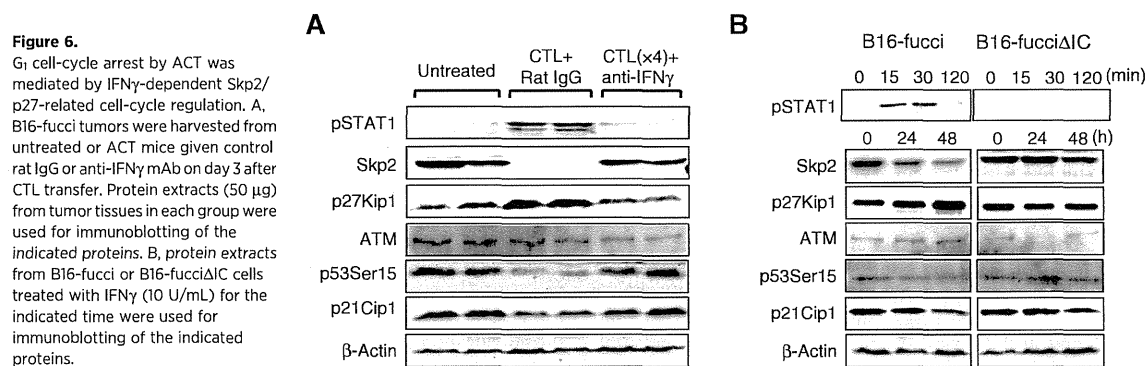 Figure 6.
G₁ cell-cycle arrest by ACT was
mediated by IFNγ-dependent Skp2/
p27-related cell-cycle regulation. A,
B16-fucci tumors were harvested from
untreated or ACT mice given control
rat IgG or anti-IFNγ mAb on day 3 after
CTL transfer. Protein extracts (50 μg)
from tumor tissues in each group were
used for immunoblotting of the
indicated proteins. B, protein extracts
from B16-fucci or B16-fucciΔIC cells
treated with IFNγ (10 U/mL) for the
indicated time were used for
immunoblotting of the indicated
proteins.
A
Untreated
CTL+
Rat IgG
CTL(×4)+
anti-IFNγ
pSTAT1
Skp2
p27Kip1
ATM
p53Ser15
p21Cip1
β-Actin
B
B16-fucci B16-fucciΔIC
0 15 30 120 0 15 30 120 (min)
pSTAT1
0 24 48 0 24 48 (h)
Skp2
p27Kip1
ATM
p53Ser15
p21Cip1
β-Actin